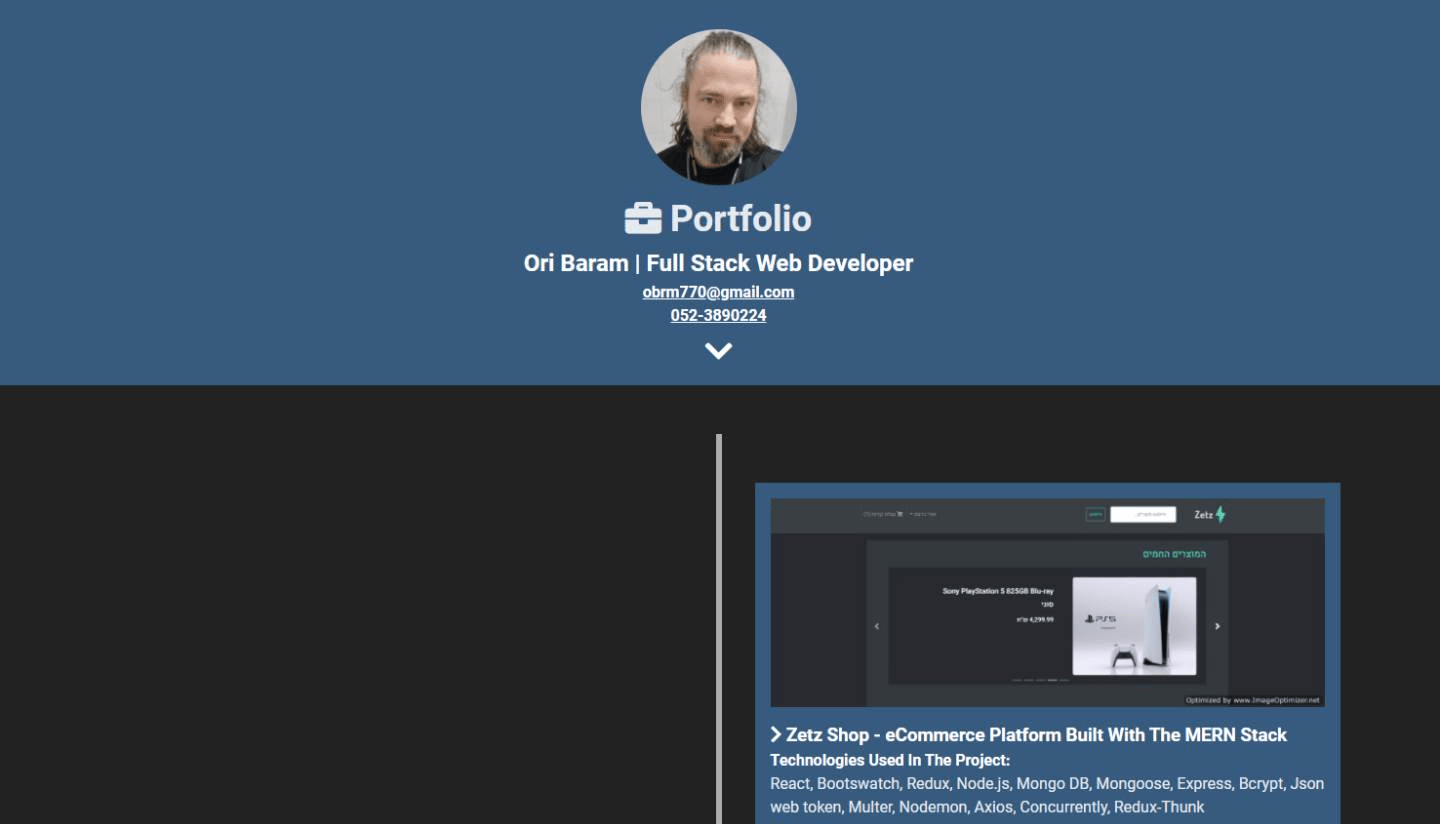 Portfolio
Ori Baram | Full Stack Web Developer
obrm770@gmail.com
052-3890224
Zetz
המוצרים החמים
Sony PlayStation 5 825GB Blu-ray
סוני
4,299.99 ש"ח
PS5
Optimized by www.ImageOptimizer.net
Zetz Shop - eCommerce Platform Built With The MERN Stack
Technologies Used In The Project:
React, Bootswatch, Redux, Node.js, Mongo DB, Mongoose, Express, Bcrypt, Json
web token, Multer, Nodemon, Axios, Concurrently, Redux-Thunk